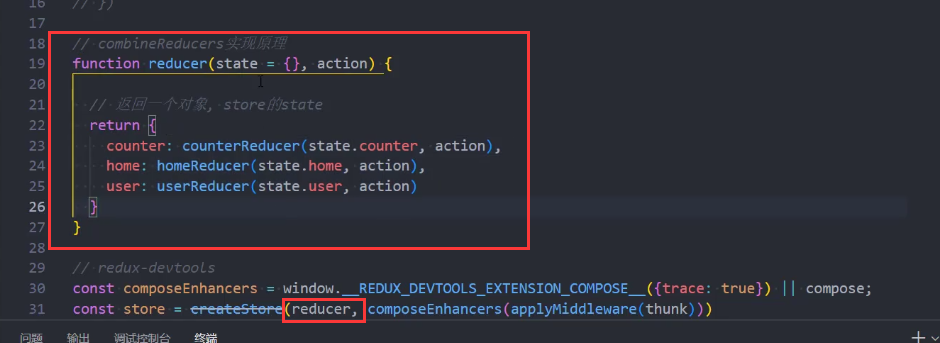 16 // })
17
18 // combineReducers实现原理
19 function reducer(state = {}, action) {
20
21 // 返回一个对象, store的state
22 return {
23 counter: counterReducer(state.counter, action),
24 home: homeReducer(state.home, action),
25 user: userReducer(state.user, action)
26 }
27 }
28
29 // redux-devtools
30 const composeEnhancers = window.__REDUX_DEVTOOLS_EXTENSION_COMPOSE__({trace: true}) || compose;
31 const store = createStore(reducer, composeEnhancers(applyMiddleware(thunk)))
问题 输出 调试控制台 终端